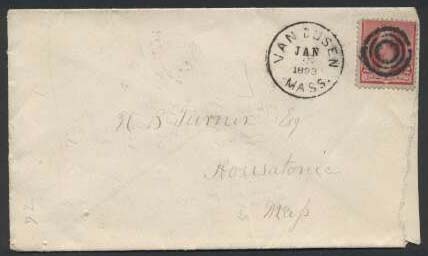 VAN DUSEN
JAN
1893
MASS.
H D Turner Esq
Housatonic
Mass